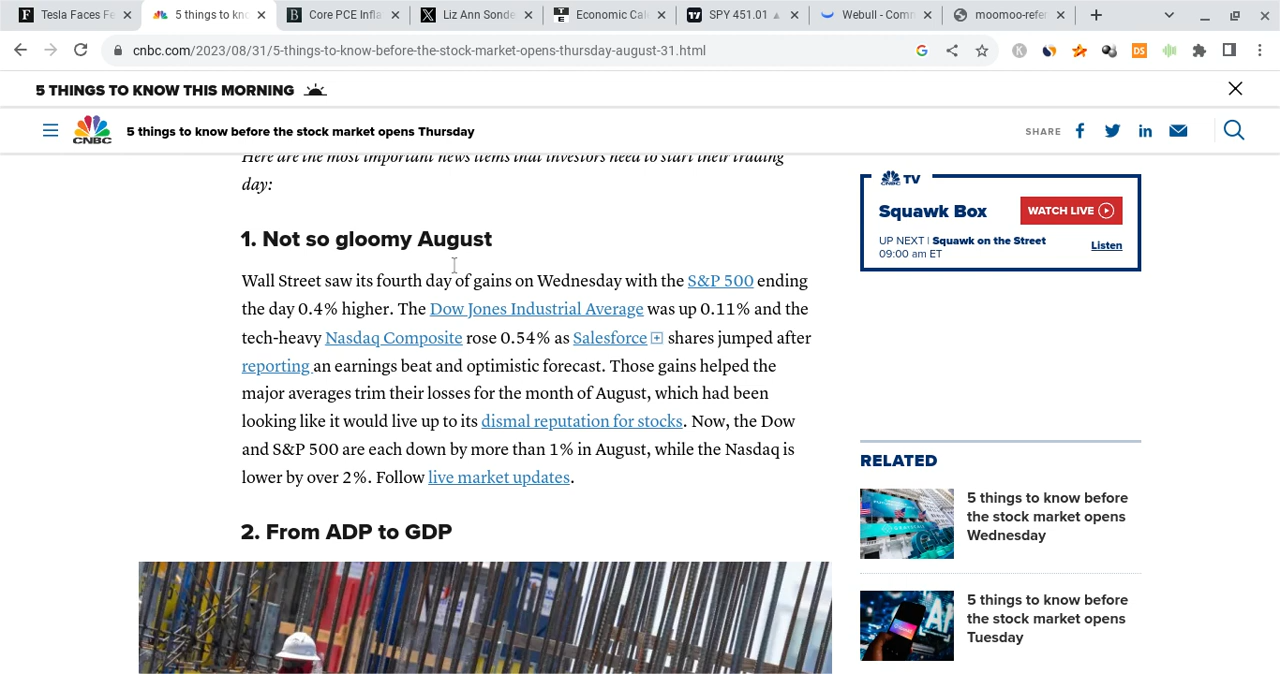 Tesla Faces Fe
5 things to kno
Core PCE Infla
Liz Ann Sonde
Economic Cal
SPY 451.01
Webull - Comm
moomoo-refer
cnbc.com/2023/08/31/5-things-to-know-before-the-stock-market-opens-thursday-august-31.html
5 THINGS TO KNOW THIS MORNING
CNBC
5 things to know before the stock market opens Thursday
SHARE
Here are the most important news items that investors need to start their trading
day:
1. Not so gloomy August
Wall Street saw its fourth day of gains on Wednesday with the S&P 500 ending
the day 0.4% higher. The Dow Jones Industrial Average was up 0.11% and the
tech-heavy Nasdaq Composite rose 0.54% as Salesforce shares jumped after
reporting an earnings beat and optimistic forecast. Those gains helped the
major averages trim their losses for the month of August, which had been
looking like it would live up to its dismal reputation for stocks. Now, the Dow
and S&P 500 are each down by more than 1% in August, while the Nasdaq is
lower by over 2%. Follow live market updates.
2. From ADP to GDP
TV
Squawk Box
WATCH LIVE
UP NEXT | Squawk on the Street
09:00 am ET
Listen
RELATED
5 things to know before
the stock market opens
Wednesday
5 things to know before
the stock market opens
Tuesday